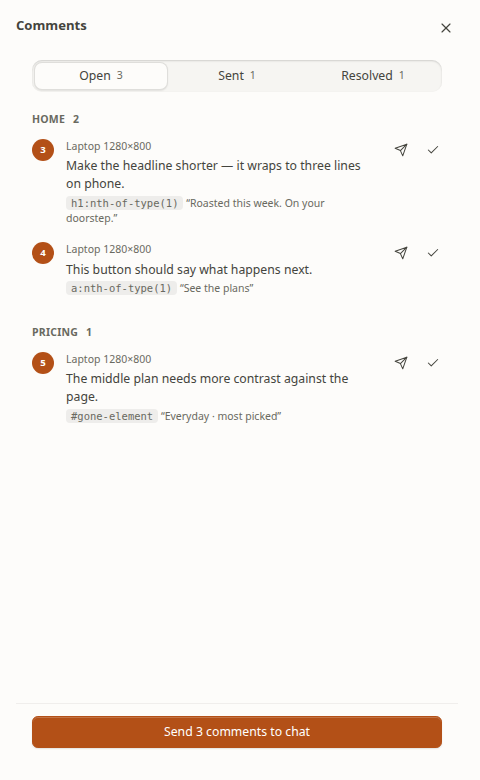 Comments
Open 3 Sent 1 Resolved 1
HOME 2
3 Laptop 1280×800
Make the headline shorter — it wraps to three lines
on phone.
h1:nth-of-type(1) “Roasted this week. On your
doorstep.”
4 Laptop 1280×800
This button should say what happens next.
a:nth-of-type(1) “See the plans”
PRICING 1
5 Laptop 1280×800
The middle plan needs more contrast against the
page.
#gone-element “Everyday · most picked”
Send 3 comments to chat